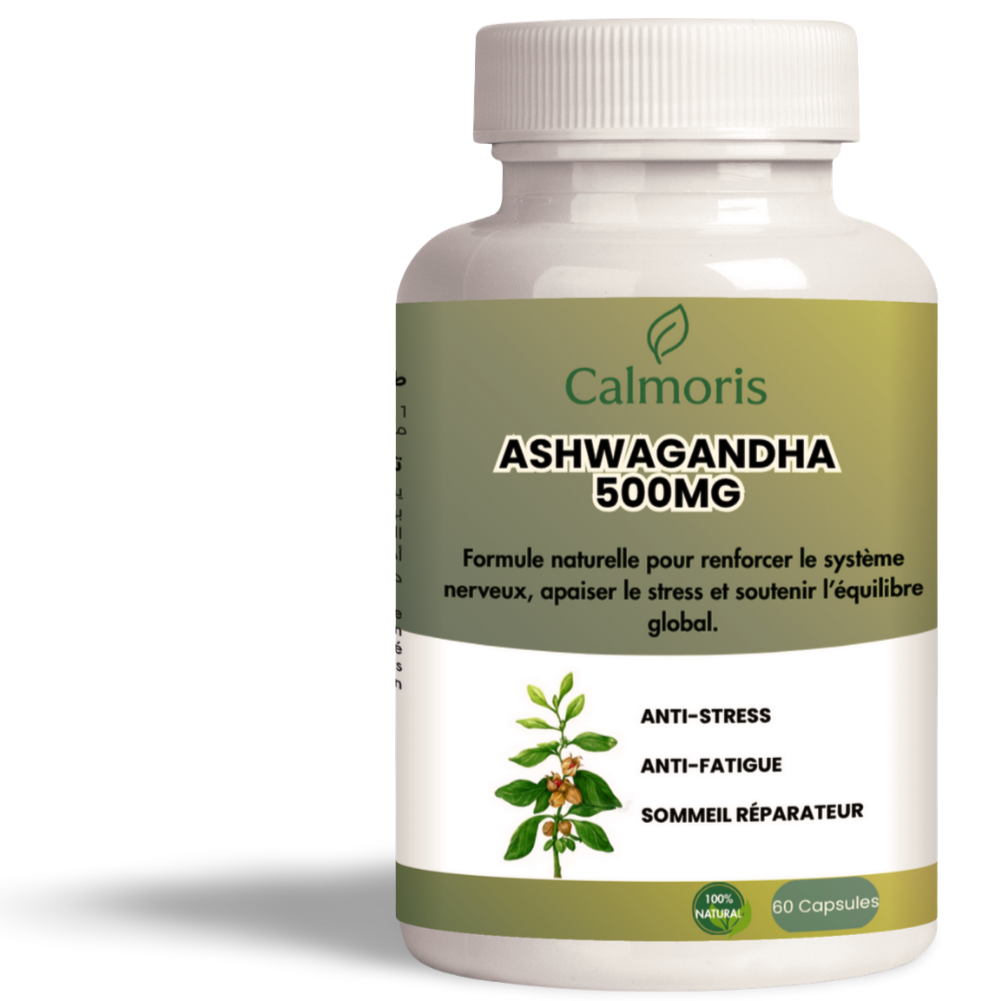 Calmoris
ASHWAGANDHA
500MG
Formule naturelle pour renforcer le système
nerveux, apaiser le stress et soutenir l'équilibre
global.
ANTI-STRESS
ANTI-FATIGUE
SOMMEIL RÉPARATEUR
100%
NATURAL
60 Capsules